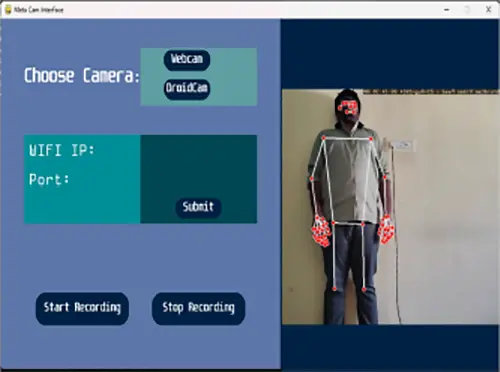 Meta Cam Interface
Choose Camera:
Webcam
DroidCam
WIFI IP:
Port:
Submit
Start Recording
Stop Recording